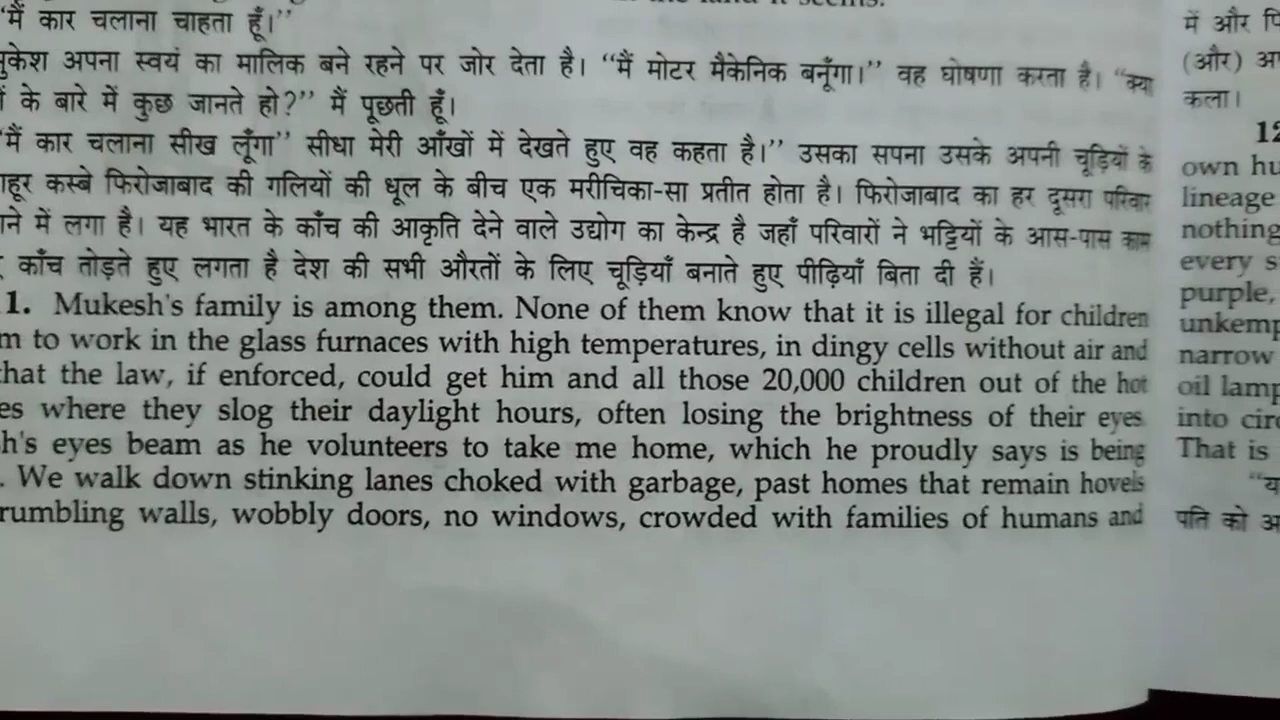 "मैं कार चलाना चाहता हूँ।"
मुकेश अपना स्वयं का मालिक बने रहने पर जोर देता है। "मैं मोटर मैकेनिक बनूँगा।" वह घोषणा करता है। "क्या
के बारे में कुछ जानते हो?" मैं पूछती हूँ।
"मैं कार चलाना सीख लूँगा" सीधा मेरी आँखों में देखते हुए वह कहता है।" उसका सपना उसके अपनी चूड़ियों के
कस्बे फिरोजाबाद की गलियों की धूल के बीच एक मरीचिका-सा प्रतीत होता है। फिरोजाबाद का हर दूसरा परिवार
में लगा है। यह भारत के काँच की आकृति देने वाले उद्योग का केन्द्र है जहाँ परिवारों ने भट्टियों के आस-पास काम
काँच तोड़ते हुए लगता है देश की सभी औरतों के लिए चूड़ियाँ बनाते हुए पीढ़ियाँ बिता दी हैं।
1. Mukesh's family is among them. None of them know that it is illegal for children
to work in the glass furnaces with high temperatures, in dingy cells without air and
that the law, if enforced, could get him and all those 20,000 children out of the hot
where they slog their daylight hours, often losing the brightness of their eyes
eyes beam as he volunteers to take me home, which he proudly says is being
. We walk down stinking lanes choked with garbage, past homes that remain hovels
walls, wobbly doors, no windows, crowded with families of humans and
में और
(और)
कला।
own
lineage
nothing
every
purple,
narrow
oil
into
That is
पति को